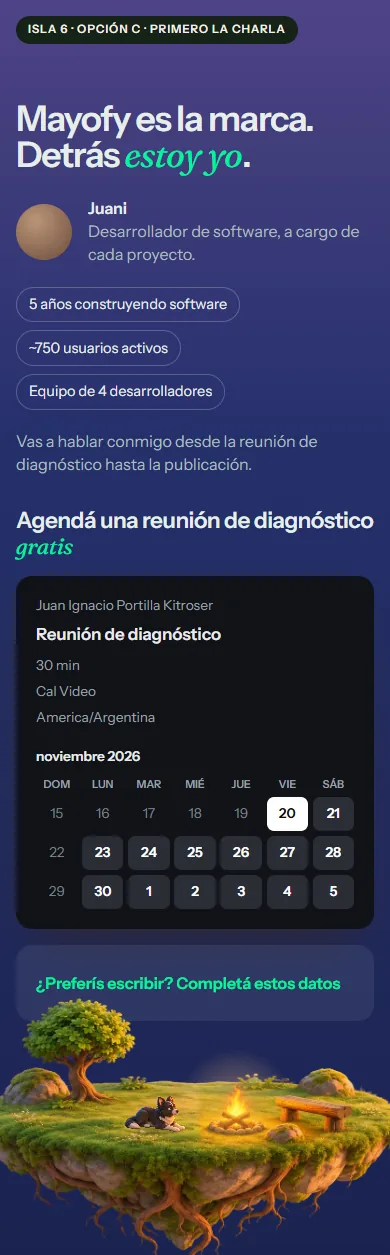 ISLA 6 · OPCIÓN C · PRIMERO LA CHARLA
Mayofy es la marca.
Detrás estoy yo.
Juani
Desarrollador de software, a cargo de
cada proyecto.
5 años construyendo software
~750 usuarios activos
Equipo de 4 desarrolladores
Vas a hablar conmigo desde la reunión de
diagnóstico hasta la publicación.
Agendá una reunión de diagnóstico
gratis
Juan Ignacio Portilla Kitroser
Reunión de diagnóstico
30 min
Cal Video
America/Argentina
noviembre 2026
DOM LUN MAR MIÉ JUE VIE SÁB
15 16 17 18 19 20 21
22 23 24 25 26 27 28
29 30 1 2 3 4 5
¿Preferís escribir? Completá estos datos